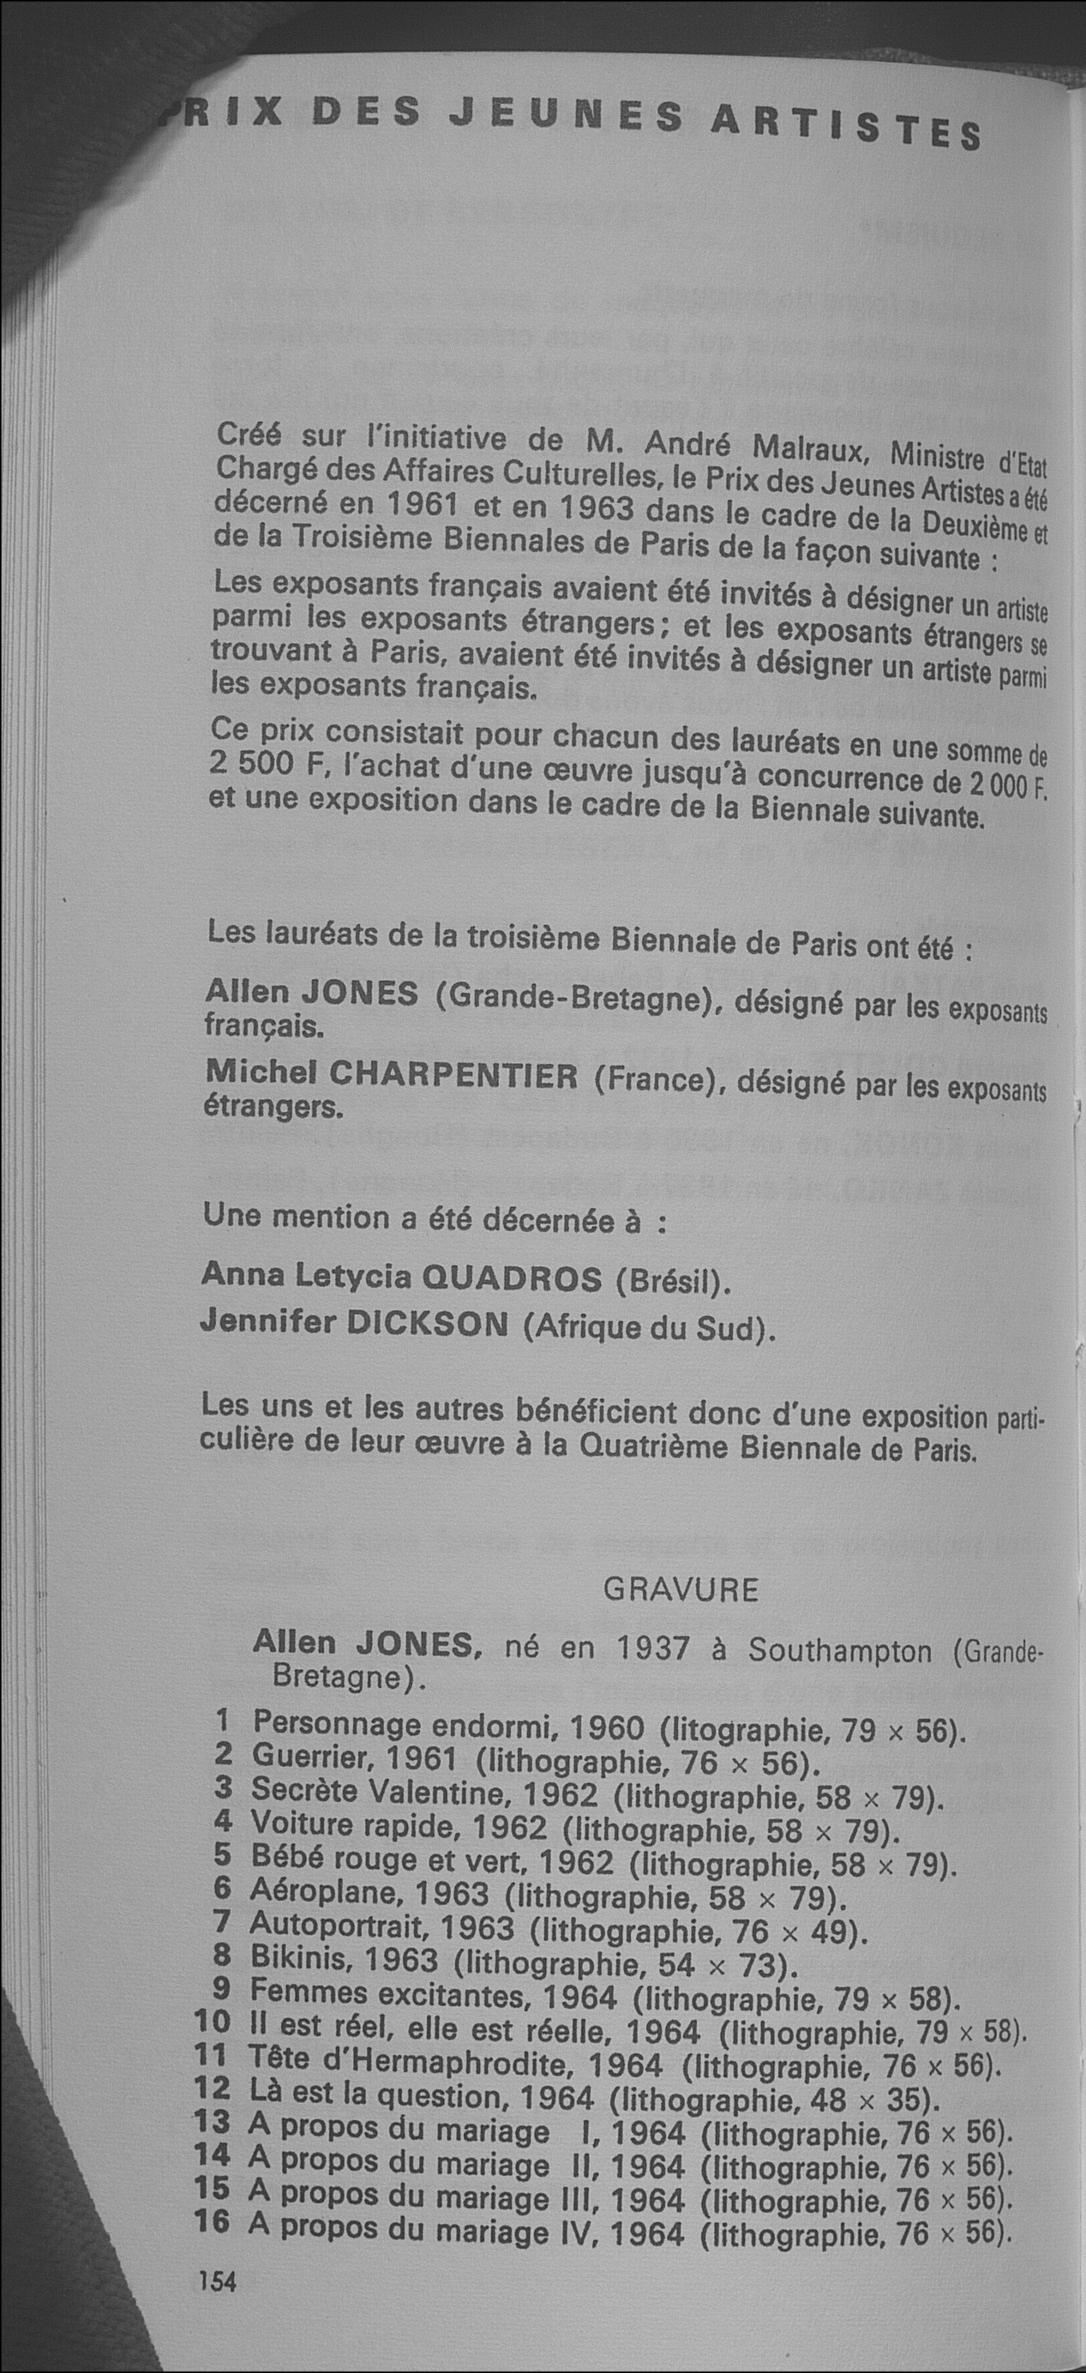 PRIX DES JEUNES ARTISTES
Créé sur l'initiative de M. André Malraux, Ministre d'Etat
Chargé des Affaires Culturelles, le Prix des Jeunes Artistes a été
décerné en 1961 et en 1963 dans le cadre de la Deuxième et
de la Troisième Biennales de Paris de la façon suivante :
Les exposants français avaient été invités à désigner un artiste
parmi les exposants étrangers; et les exposants étrangers se
trouvant à Paris, avaient été invités à désigner un artiste parmi
les exposants français.
Ce prix consistait pour chacun des lauréats en une somme de
2 500 F, l'achat d'une œuvre jusqu'à concurrence de 2 000 F.
et une exposition dans le cadre de la Biennale suivante.
Les lauréats de la troisième Biennale de Paris ont été :
Allen JONES (Grande-Bretagne), désigné par les exposants
français.
Michel CHARPENTIER (France), désigné par les exposants
étrangers.
Une mention a été décernée à :
Anna Letycia QUADROS (Brésil).
Jennifer DICKSON (Afrique du Sud).
Les uns et les autres bénéficient donc d'une exposition parti-
culière de leur œuvre à la Quatrième Biennale de Paris.
GRAVURE
Allen JONES, né en 1937 à Southampton (Grande-
Bretagne).
1 Personnage endormi, 1960 (litographie, 79 × 56).
2 Guerrier, 1961 (lithographie, 76 × 56).
3 Secrète Valentine, 1962 (lithographie, 58 × 79).
4 Voiture rapide, 1962 (lithographie, 58 × 79).
5 Bébé rouge et vert, 1962 (lithographie, 58 × 79).
6 Aéroplane, 1963 (lithographie, 58 × 79).
7 Autoportrait, 1963 (lithographie, 76 × 49).
8 Bikinis, 1963 (lithographie, 54 × 73).
9 Femmes excitantes, 1964 (lithographie, 79 × 58).
10 Il est réel, elle est réelle, 1964 (lithographie, 79 × 58).
11 Tête d'Hermaphrodite, 1964 (lithographie, 76 × 56).
12 Là est la question, 1964 (lithographie, 48 × 35).
13 A propos du mariage I, 1964 (lithographie, 76 × 56).
14 A propos du mariage II, 1964 (lithographie, 76 × 56).
15 A propos du mariage III, 1964 (lithographie, 76 × 56).
16 A propos du mariage IV, 1964 (lithographie, 76 × 56).
154